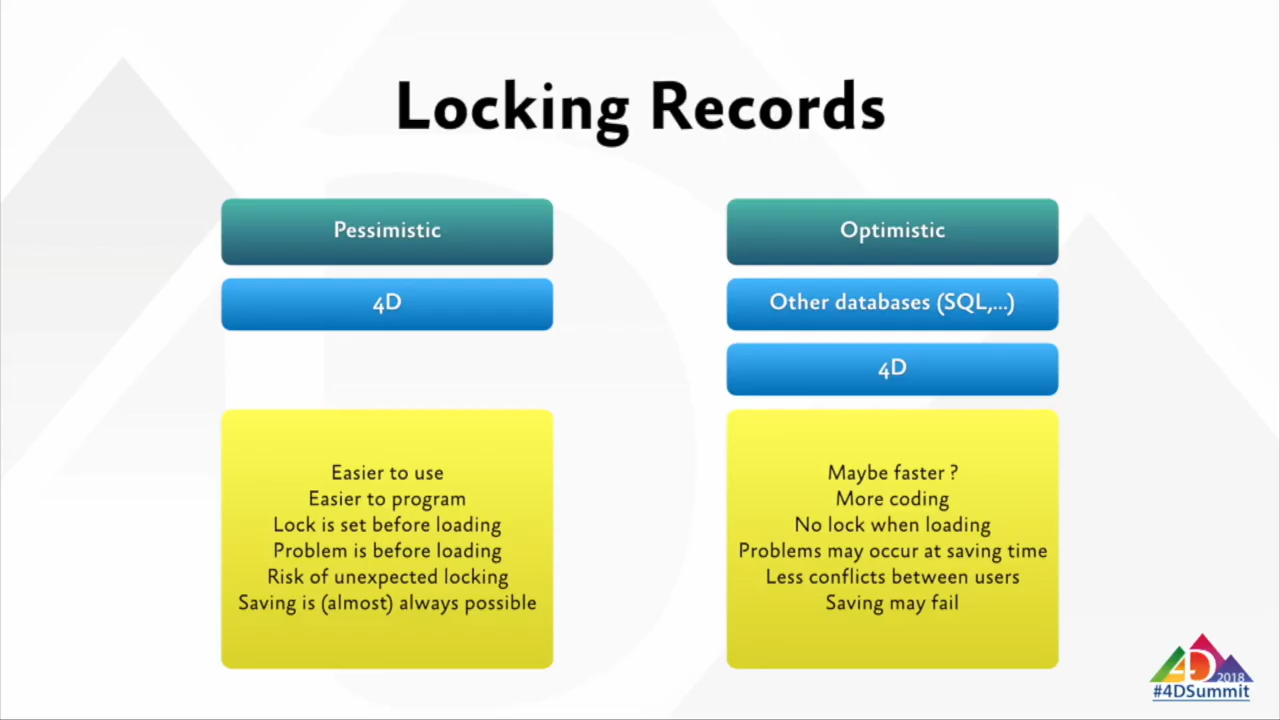 Locking Records
Pessimistic
4D
Easier to use
Easier to program
Lock is set before loading
Problem is before loading
Risk of unexpected locking
Saving is (almost) always possible
Optimistic
Other databases (SQL,...)
4D
Maybe faster ?
More coding
No lock when loading
Problems may occur at saving time
Less conflicts between users
Saving may fail
4D
2018
#4DSummit